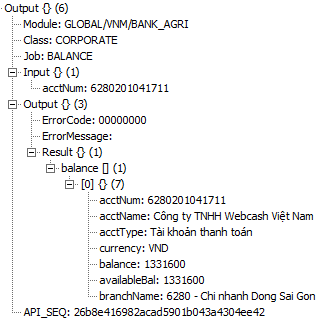 Output {} (6)
Module: GLOBAL/VNM/BANK_AGRI
Class: CORPORATE
Job: BALANCE
Input {} (1)
acctNum: 6280201041711
Output {} (3)
ErrorCode: 00000000
ErrorMessage:
Result {} (1)
balance [] (1)
[0] {} (7)
acctNum: 6280201041711
acctName: Công ty TNHH Webcash Việt Nam
acctType: Tài khoản thanh toán
currency: VND
balance: 1331600
availableBal: 1331600
branchName: 6280 - Chi nhanh Dong Sai Gon
API_SEQ: 26b8e416982acad5901b043a4304ee42